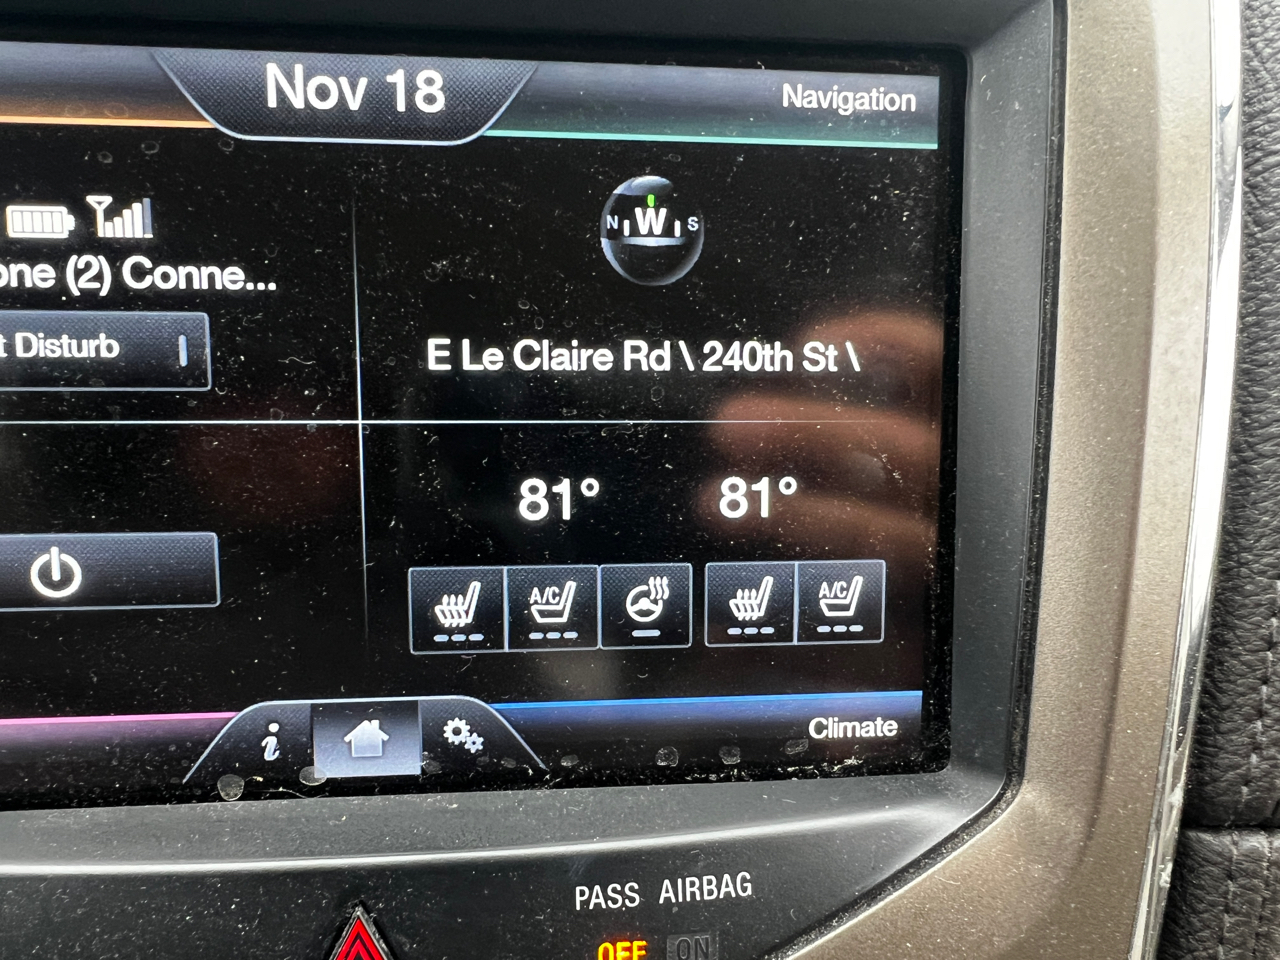 Nov 18
Navigation
N W S
one (2) Conne...
t Disturb
E Le Claire Rd \ 240th St \
81° 81°
A/C A/C
i
Climate
PASS AIRBAG
OFF ON